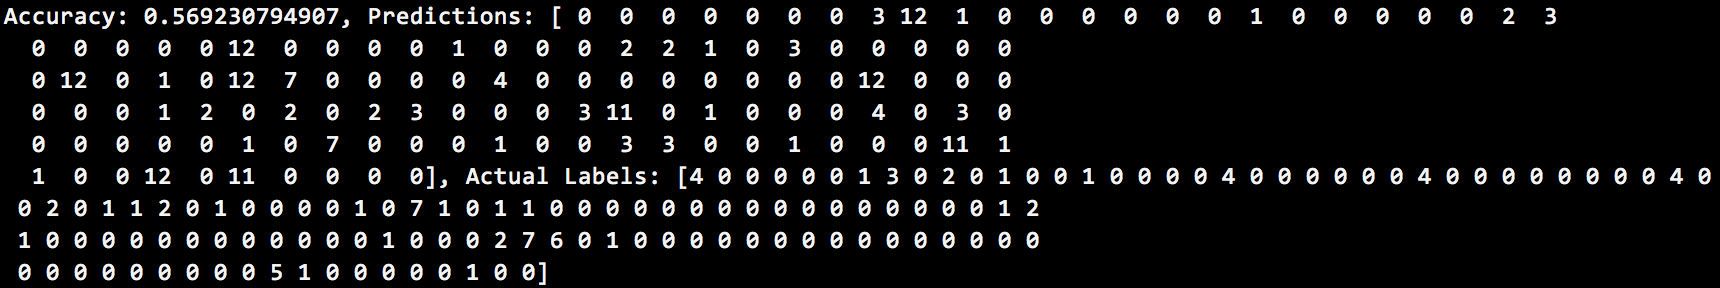 Accuracy: 0.569230794907, Predictions: [ 0  0  0  0  0  0  0  3 12  1  0  0  0  0  0  0  1  0  0  0  0  0  2  3
  0  0  0  0  0 12  0  0  0  0  1  0  0  0  2  2  1  0  3  0  0  0  0  0
  0 12  0  1  0 12  7  0  0  0  0  4  0  0  0  0  0  0  0  0 12  0  0  0
  0  0  0  1  2  0  2  0  2  3  0  0  0  3 11  0  1  0  0  0  4  0  3  0
  0  0  0  0  0  1  0  7  0  0  0  1  0  0  3  3  0  0  1  0  0  0 11  1
  1  0  0 12  0 11  0  0  0  0], Actual Labels: [4 0 0 0 0 0 1 3 0 2 0 1 0 0 1 0 0 0 0 4 0 0 0 0 0 0 4 0 0 0 0 0 0 0 0 4 0
 0 2 0 1 1 2 0 1 0 0 0 0 1 0 7 1 0 1 1 0 0 0 0 0 0 0 0 0 0 0 0 0 0 0 0 1 2
 1 0 0 0 0 0 0 0 0 0 0 0 0 1 0 0 0 2 7 6 0 1 0 0 0 0 0 0 0 0 0 0 0 0 0 0 0
 0 0 0 0 0 0 0 0 0 5 1 0 0 0 0 0 1 0 0]